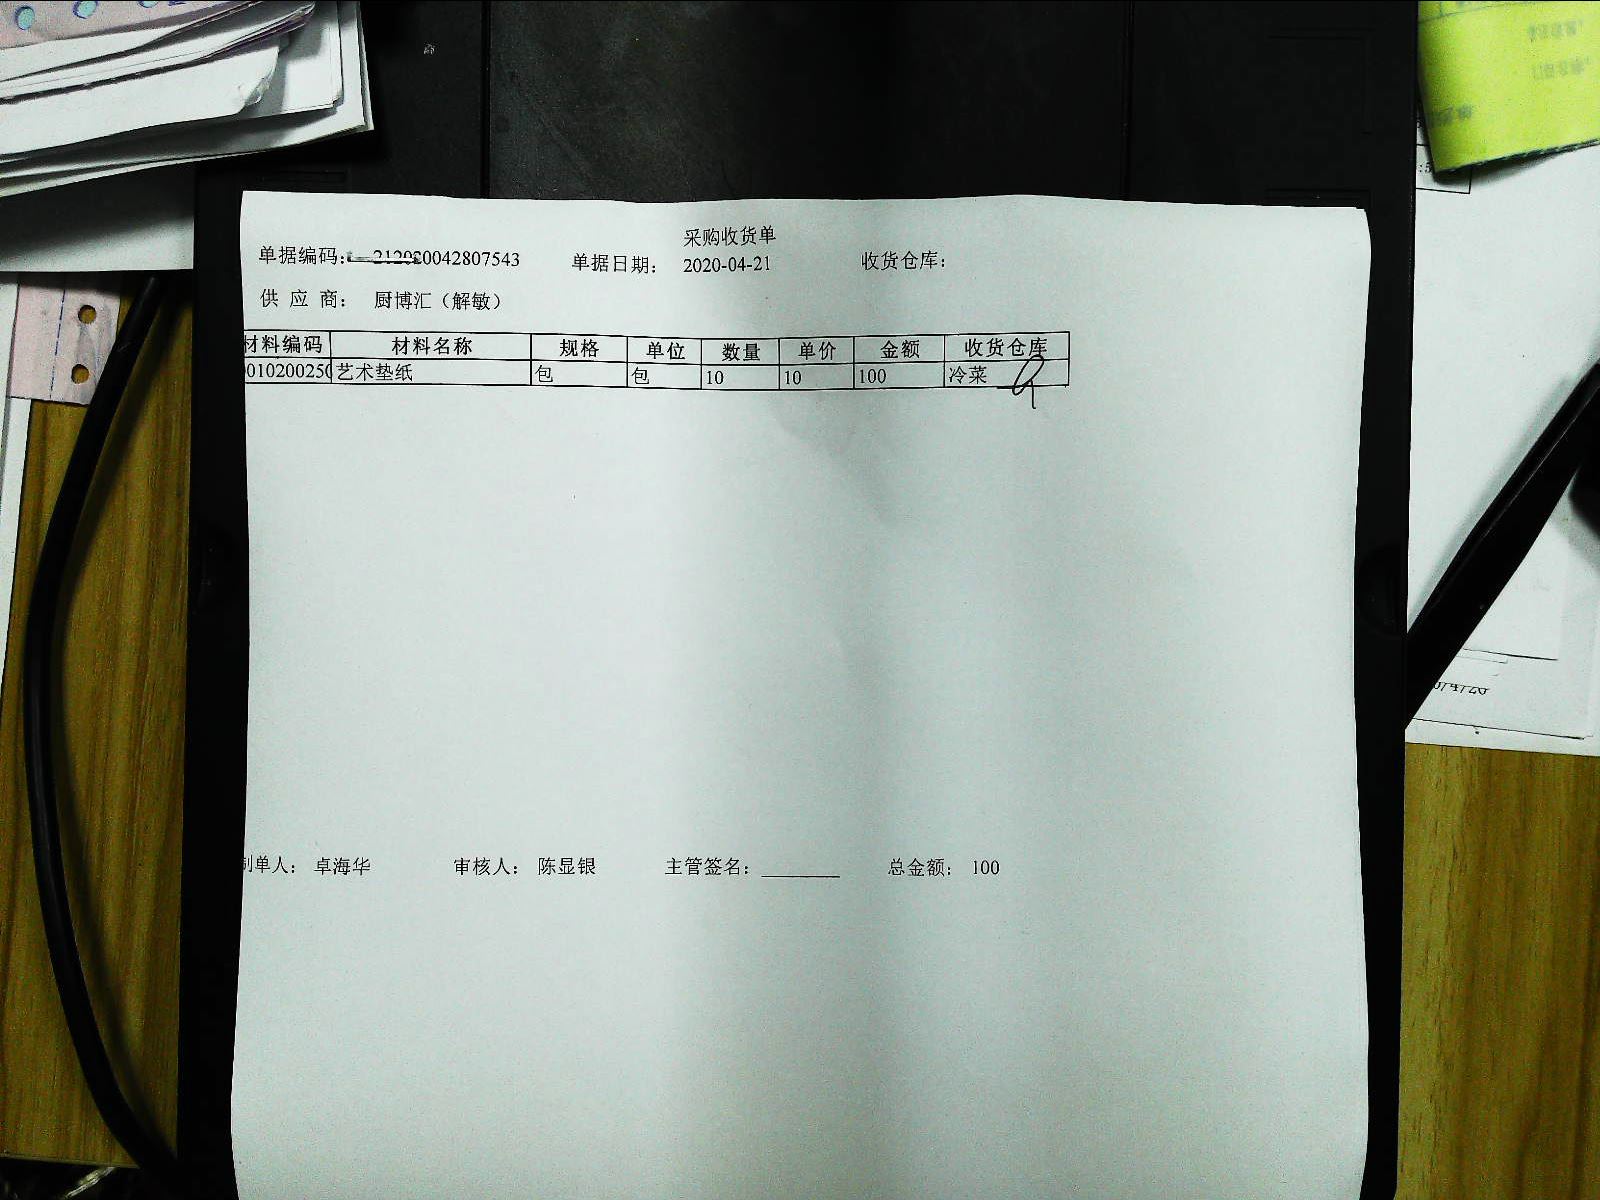 采购收货单
单据编码： 212020042807543 单据日期： 2020-04-21 收货仓库：
供 应 商： 厨博汇（解敏）
材料编码 材料名称 规格 单位 数量 单价 金额 收货仓库
01020025 艺术垫纸 包 包 10 10 100 冷菜
制单人： 卓海华 审核人： 陈显银 主管签名： 总金额： 100